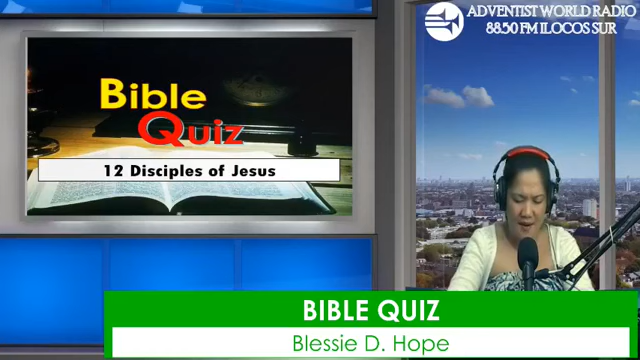 ADVENTIST WORLD RADIO
88.50 FM ILOCOS SUR
Bible
Quiz
12 Disciples of Jesus
BIBLE QUIZ
Blessie D. Hope